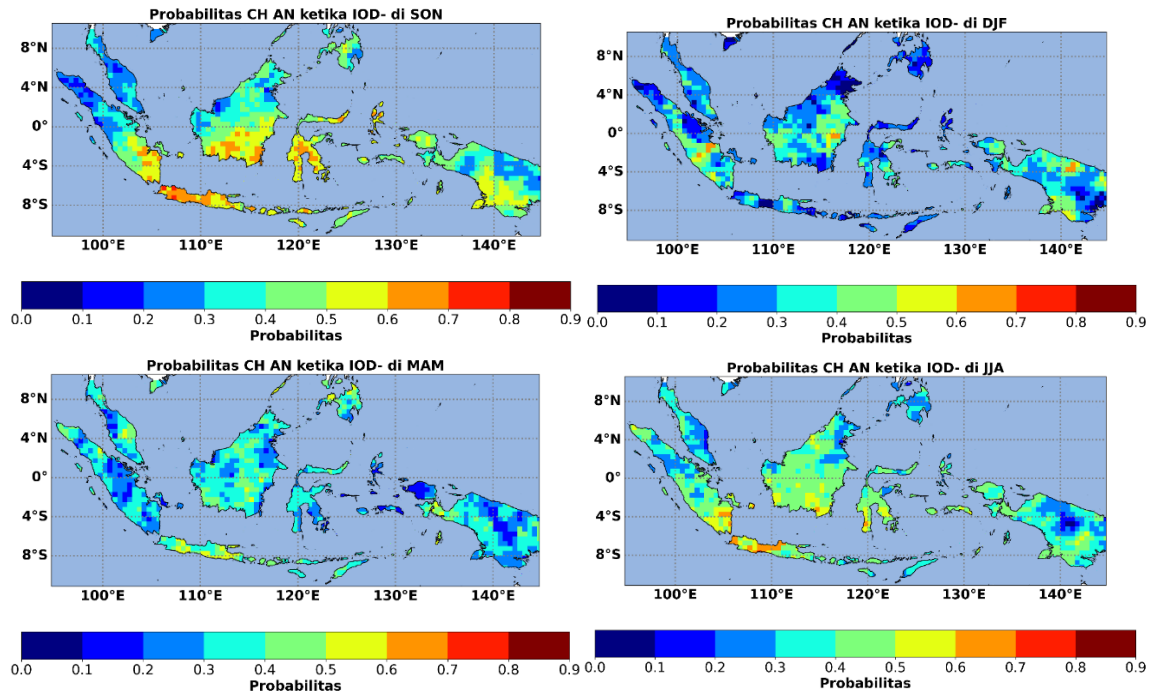 Probabilitas CH AN ketika IOD- di SON
8°N
4°N
0°
4°S
8°S
100°E 110°E 120°E 130°E 140°E
0.0 0.1 0.2 0.3 0.4 0.5 0.6 0.7 0.8 0.9
Probabilitas
Probabilitas CH AN ketika IOD- di DJF
8°N
4°N
0°
4°S
8°S
100°E 110°E 120°E 130°E 140°E
0.0 0.1 0.2 0.3 0.4 0.5 0.6 0.7 0.8 0.9
Probabilitas
Probabilitas CH AN ketika IOD- di MAM
8°N
4°N
0°
4°S
8°S
100°E 110°E 120°E 130°E 140°E
0.0 0.1 0.2 0.3 0.4 0.5 0.6 0.7 0.8 0.9
Probabilitas
Probabilitas CH AN ketika IOD- di JJA
8°N
4°N
0°
4°S
8°S
100°E 110°E 120°E 130°E 140°E
0.0 0.1 0.2 0.3 0.4 0.5 0.6 0.7 0.8 0.9
Probabilitas